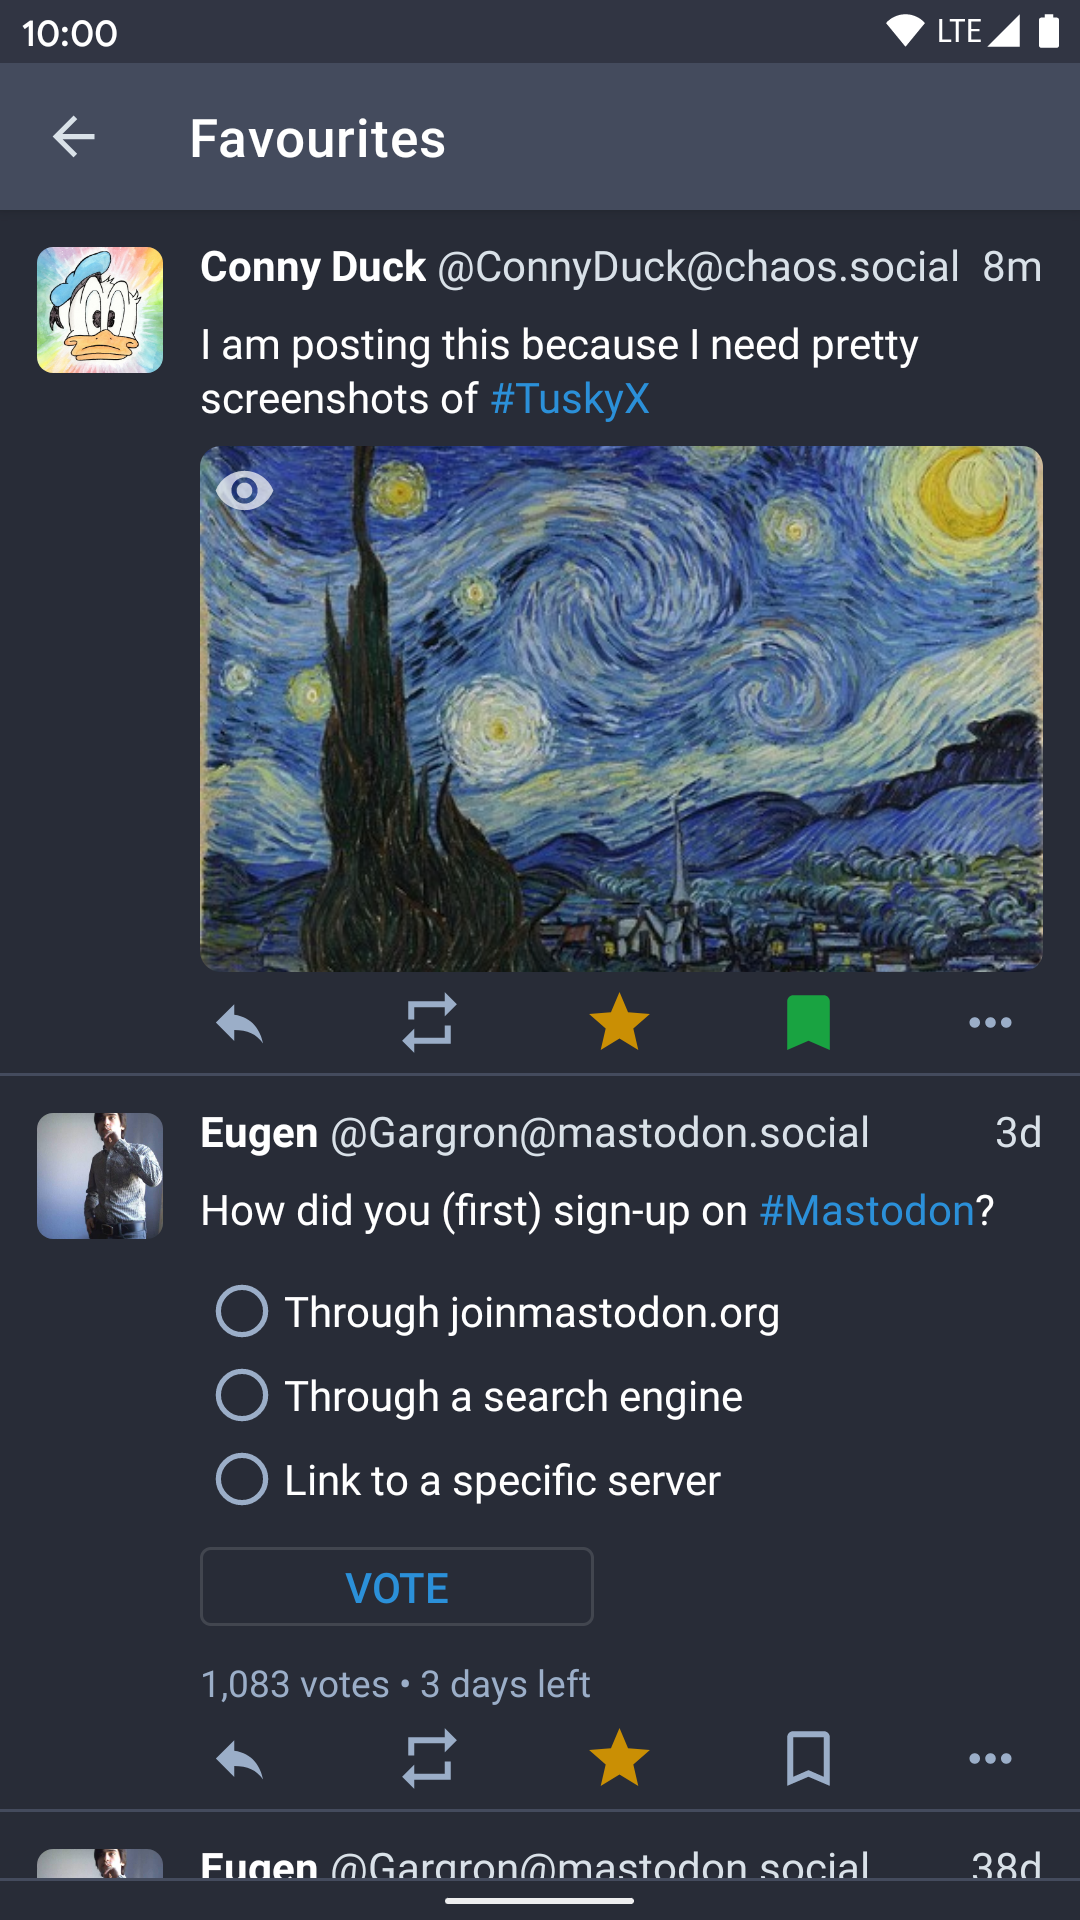 10:00 LTE
Favourites
Conny Duck @ConnyDuck@chaos.social 8m
I am posting this because I need pretty
screenshots of #TuskyX
Eugen @Gargron@mastodon.social 3d
How did you (first) sign-up on #Mastodon?
Through joinmastodon.org
Through a search engine
Link to a specific server
VOTE
1,083 votes • 3 days left
Eugen @Gargron@mastodon.social 38d